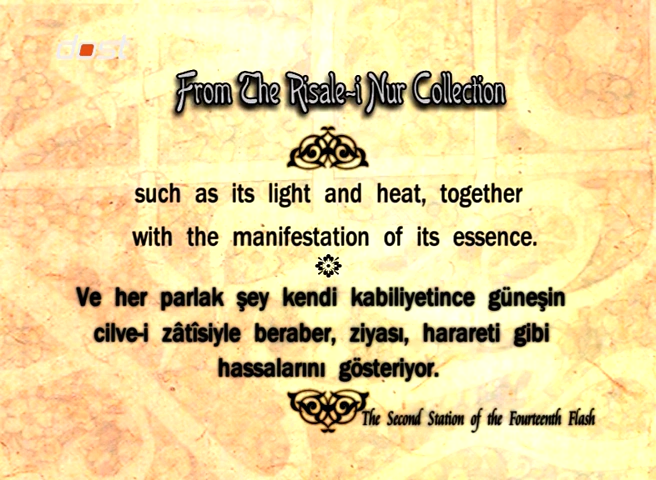 dost
From The Risale-i Nur Collection
such as its light and heat, together
with the manifestation of its essence.
Ve her parlak şey kendi kabiliyetince güneşin
cilve-i zâtîsiyle beraber, ziyası, harareti gibi
hassalarını gösteriyor.
The Second Station of the Fourteenth Flash